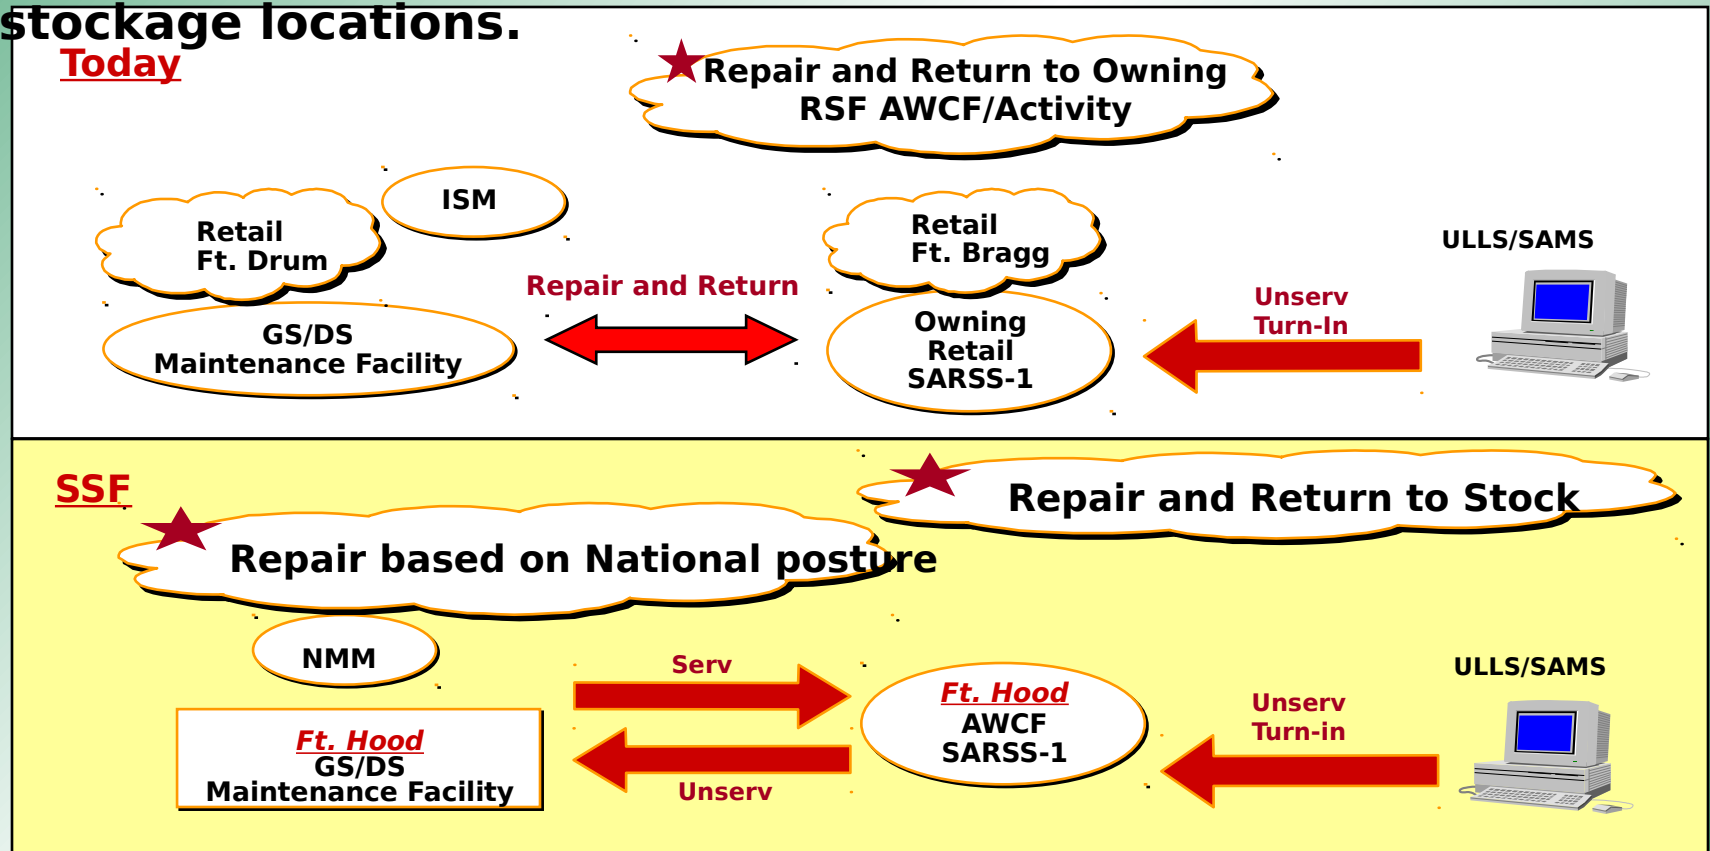 stockage locations.
Today
Repair and Return to Owning
RSF AWCF/Activity
ISM
Retail
Ft. Drum
Retail
Ft. Bragg
ULLS/SAMS
Repair and Return
Unserv
Turn-In
GS/DS
Maintenance Facility
Owning
Retail
SARSS-1
SSF
Repair and Return to Stock
Repair based on National posture
NMM
Serv
ULLS/SAMS
Ft. Hood
AWCF
SARSS-1
Unserv
Turn-in
Ft. Hood
GS/DS
Maintenance Facility
Unserv